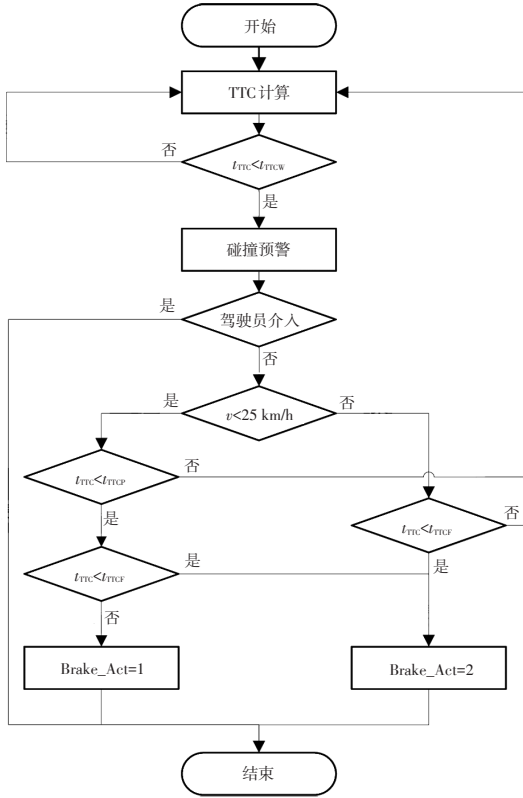 开始
TTC 计算
否
tTTC<tTTCW
是
碰撞预警
是
驾驶员介入
否
是
v<25 km/h
否
tTTC<tTTCP
否
是
tTTC<tTTCF
否
tTTC<tTTCF
是
是
否
Brake_Act=1
Brake_Act=2
结束